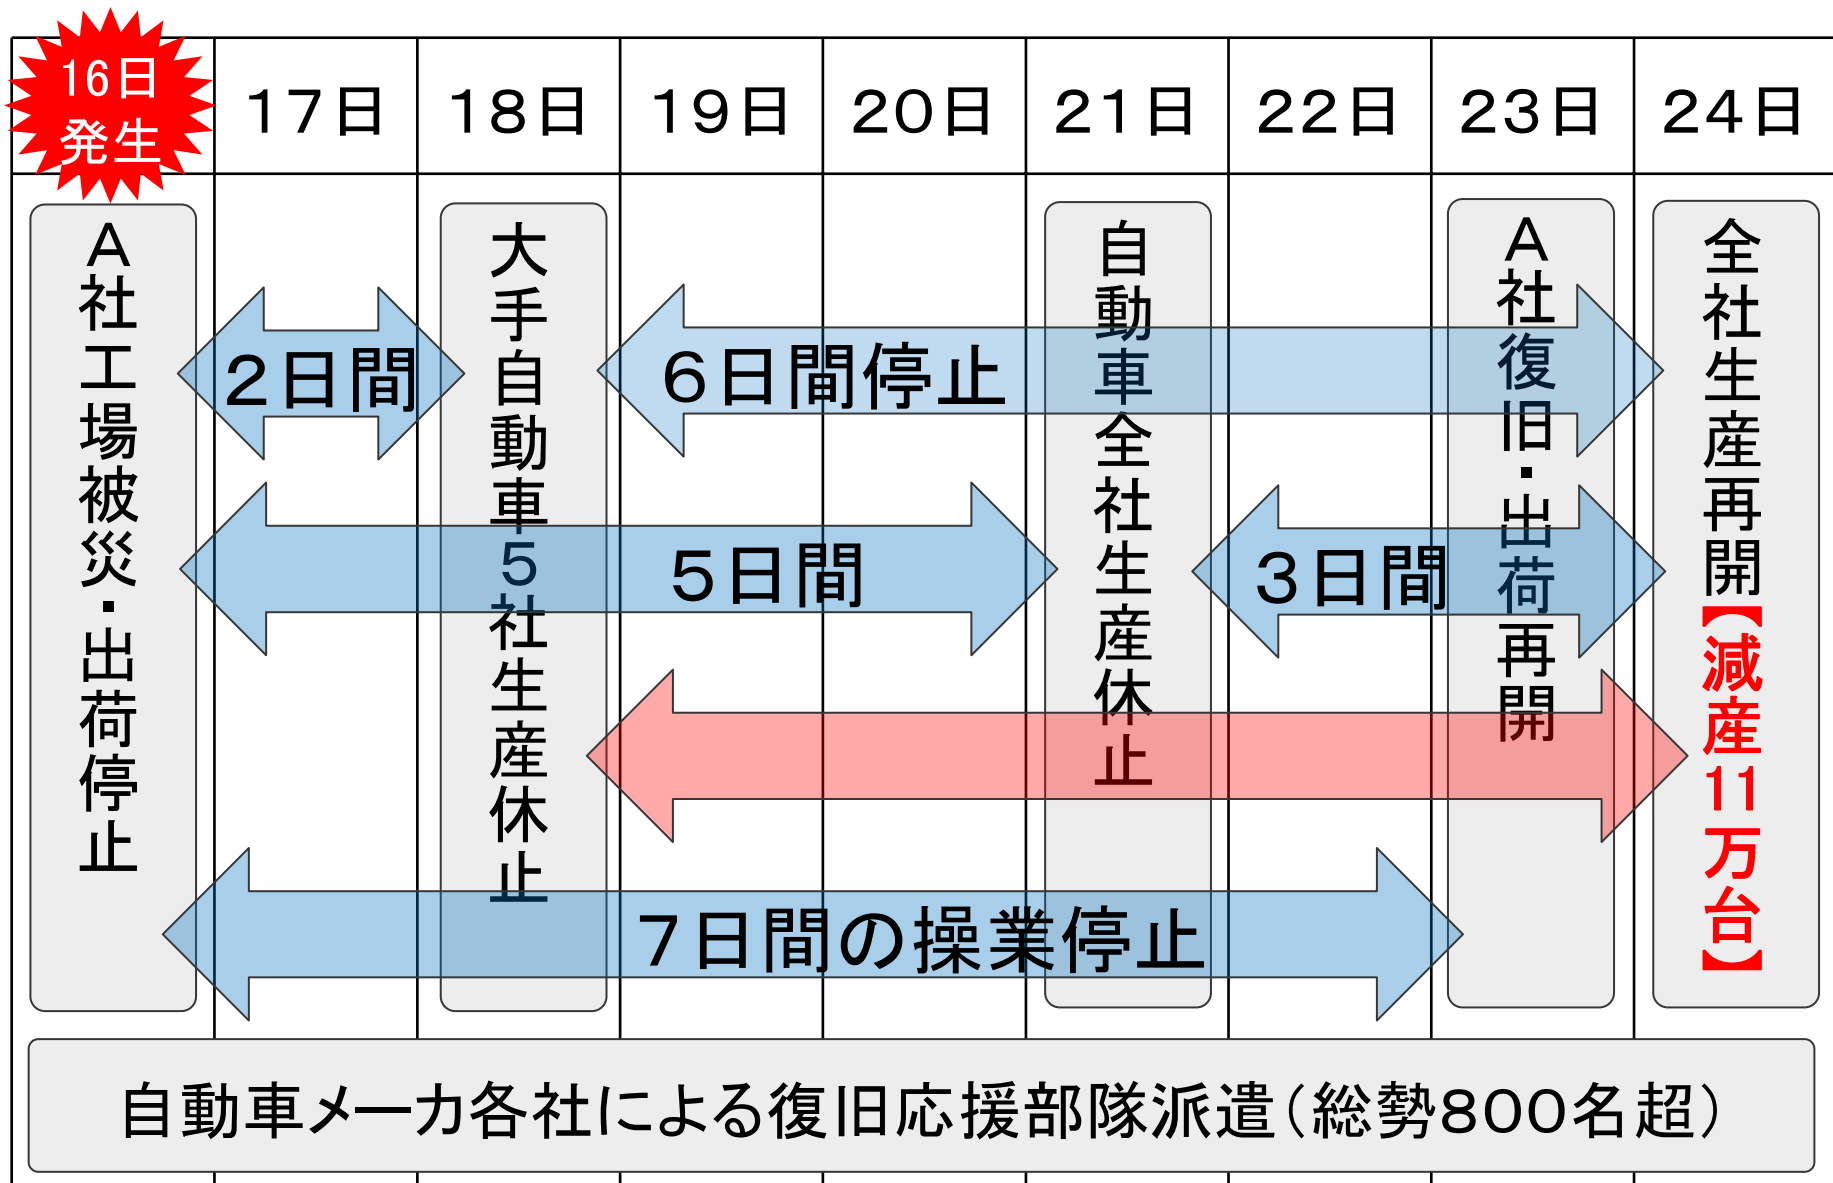 16日
発生
17日
18日
19日
20日
21日
22日
23日
24日
A社工場被災・出荷停止
大手自動車5社生産休止
自動車全社生産休止
A社復旧・出荷再開
全社生産再開【減産11万台】
2日間
6日間停止
5日間
3日間
7日間の操業停止
自動車メーカ各社による復旧応援部隊派遣(総勢800名超)